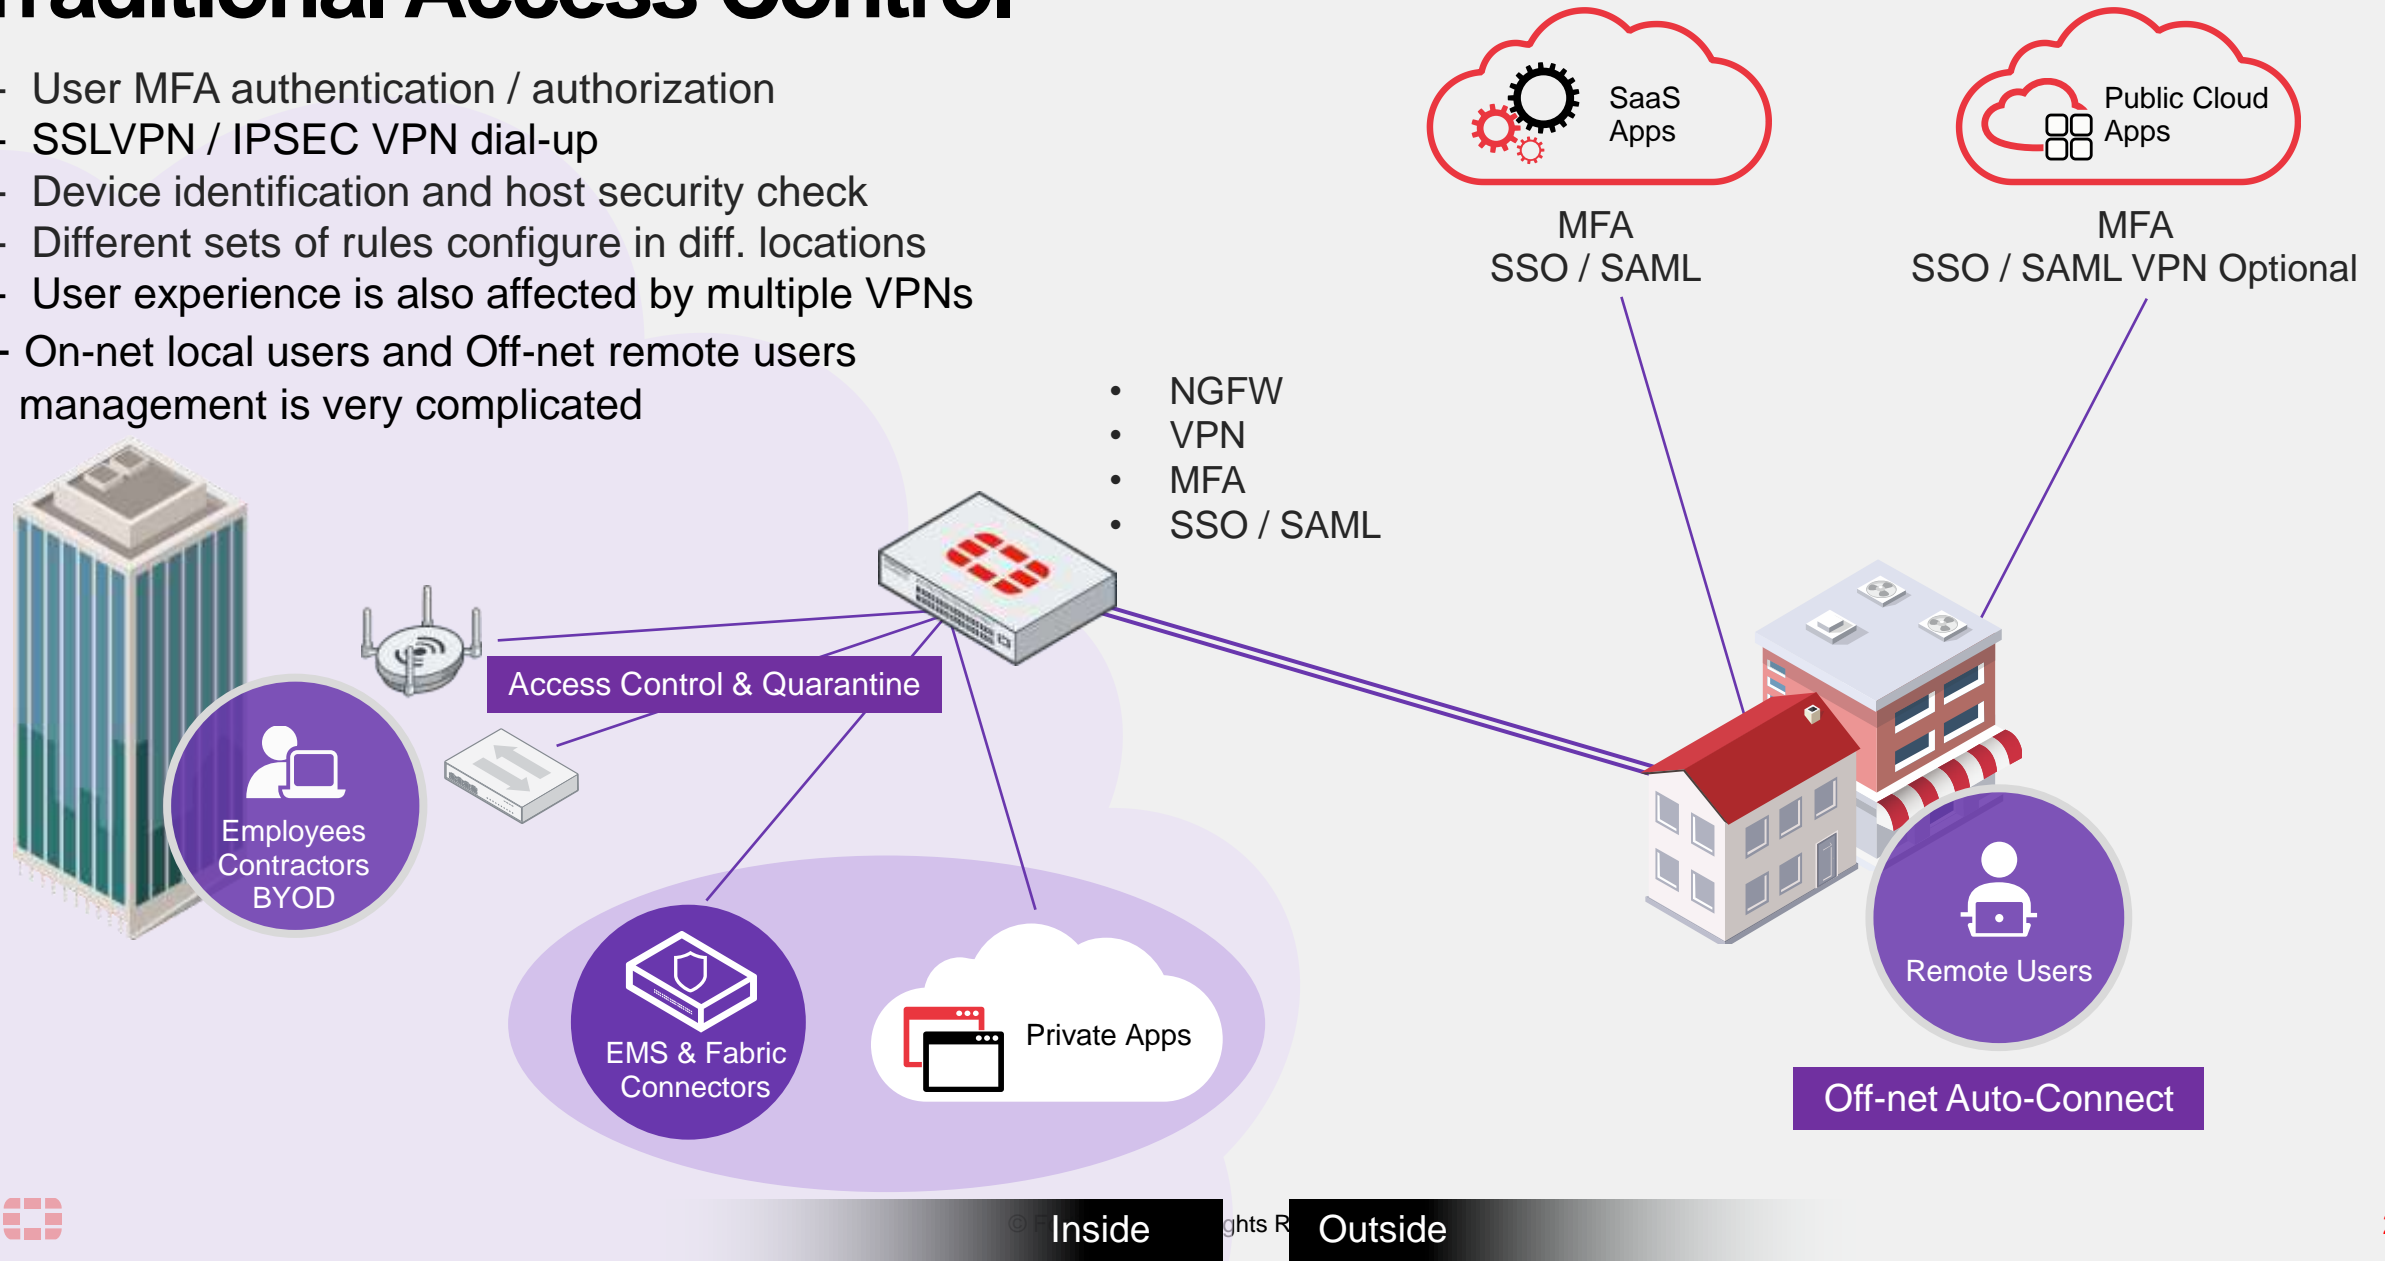 Traditional Access Control
- User MFA authentication / authorization
- SSLVPN / IPSEC VPN dial-up
- Device identification and host security check
- Different sets of rules configure in diff. locations
- User experience is also affected by multiple VPNs
- On-net local users and Off-net remote users
management is very complicated
SaaS
Apps
Public Cloud
Apps
MFA
SSO / SAML
MFA
SSO / SAML VPN Optional
• NGFW
• VPN
• MFA
• SSO / SAML
Access Control & Quarantine
Employees
Contractors
BYOD
EMS & Fabric
Connectors
Private Apps
Remote Users
Off-net Auto-Connect
Inside
Outside